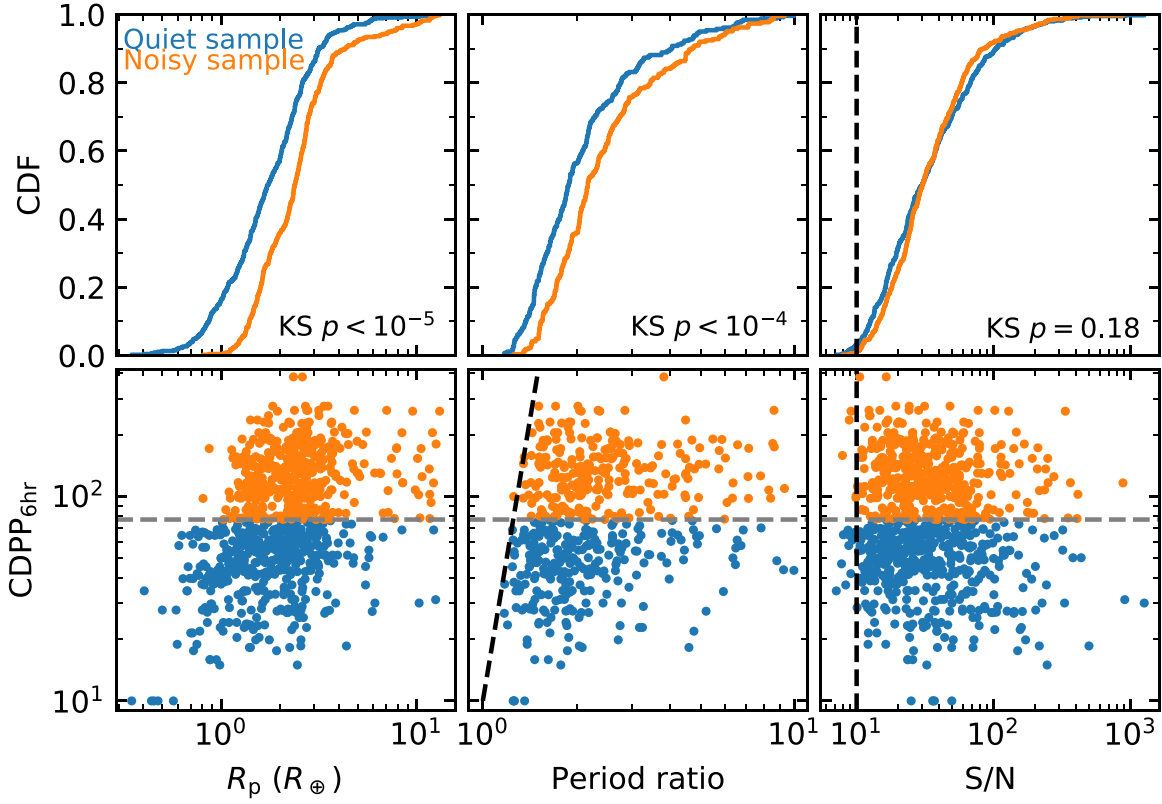 1.0
0.8
0.6
0.4
0.2
0.0
CDF
Quiet sample
Noisy sample
KS p < 10⁻⁵
KS p < 10⁻⁴
KS p = 0.18
10²
10¹
CDPP₆ₕᵣ
10⁰ 10¹
10⁰ 10¹
10¹ 10² 10³
Rₚ (R⊕)
Period ratio
S/N